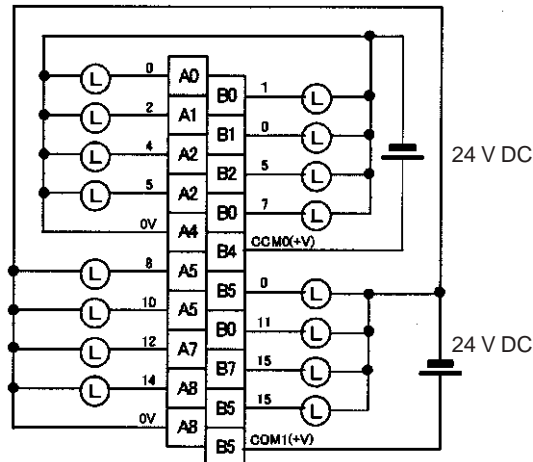 L 0 A0
B0 1 L
L 2 A1
B1 0 L
L 4 A2
B2 5 L
24 V DC
L 5 A2
B0 7 L
0V A4
B4 COM0(+V)
L 8 A5
B5 0 L
L 10 A5
B0 11 L
L 12 A7
B7 15 L
24 V DC
L 14 A8
B5 15 L
0V A8
B5 COM1(+V)